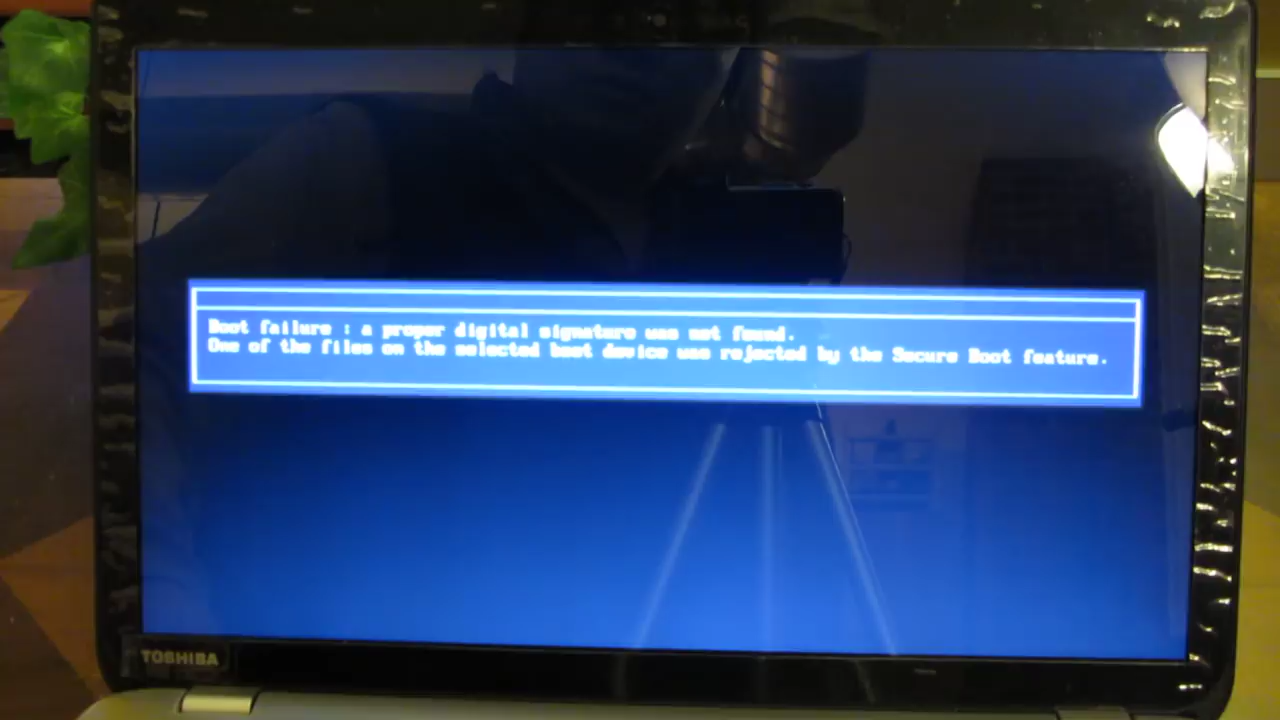 Boot failure : a proper digital signature was not found.
One of the files on the selected boot device was rejected by the Secure Boot feature.
TOSHIBA